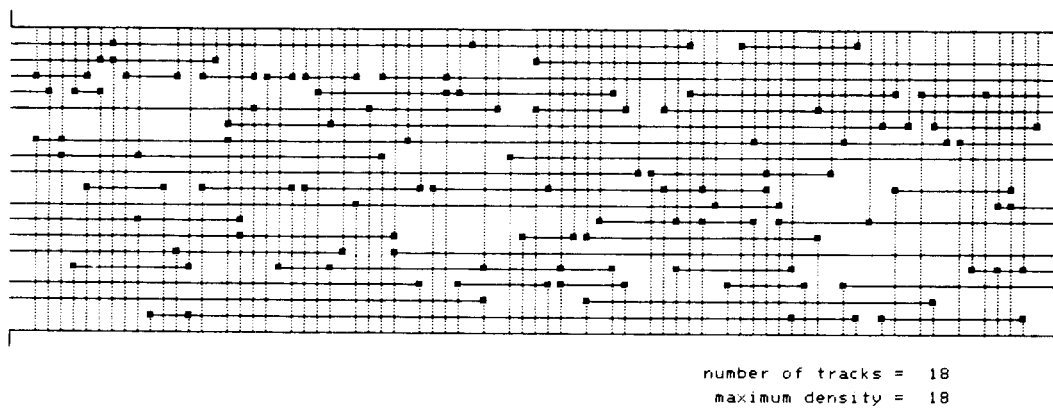 number of tracks = 18
maximum density = 18